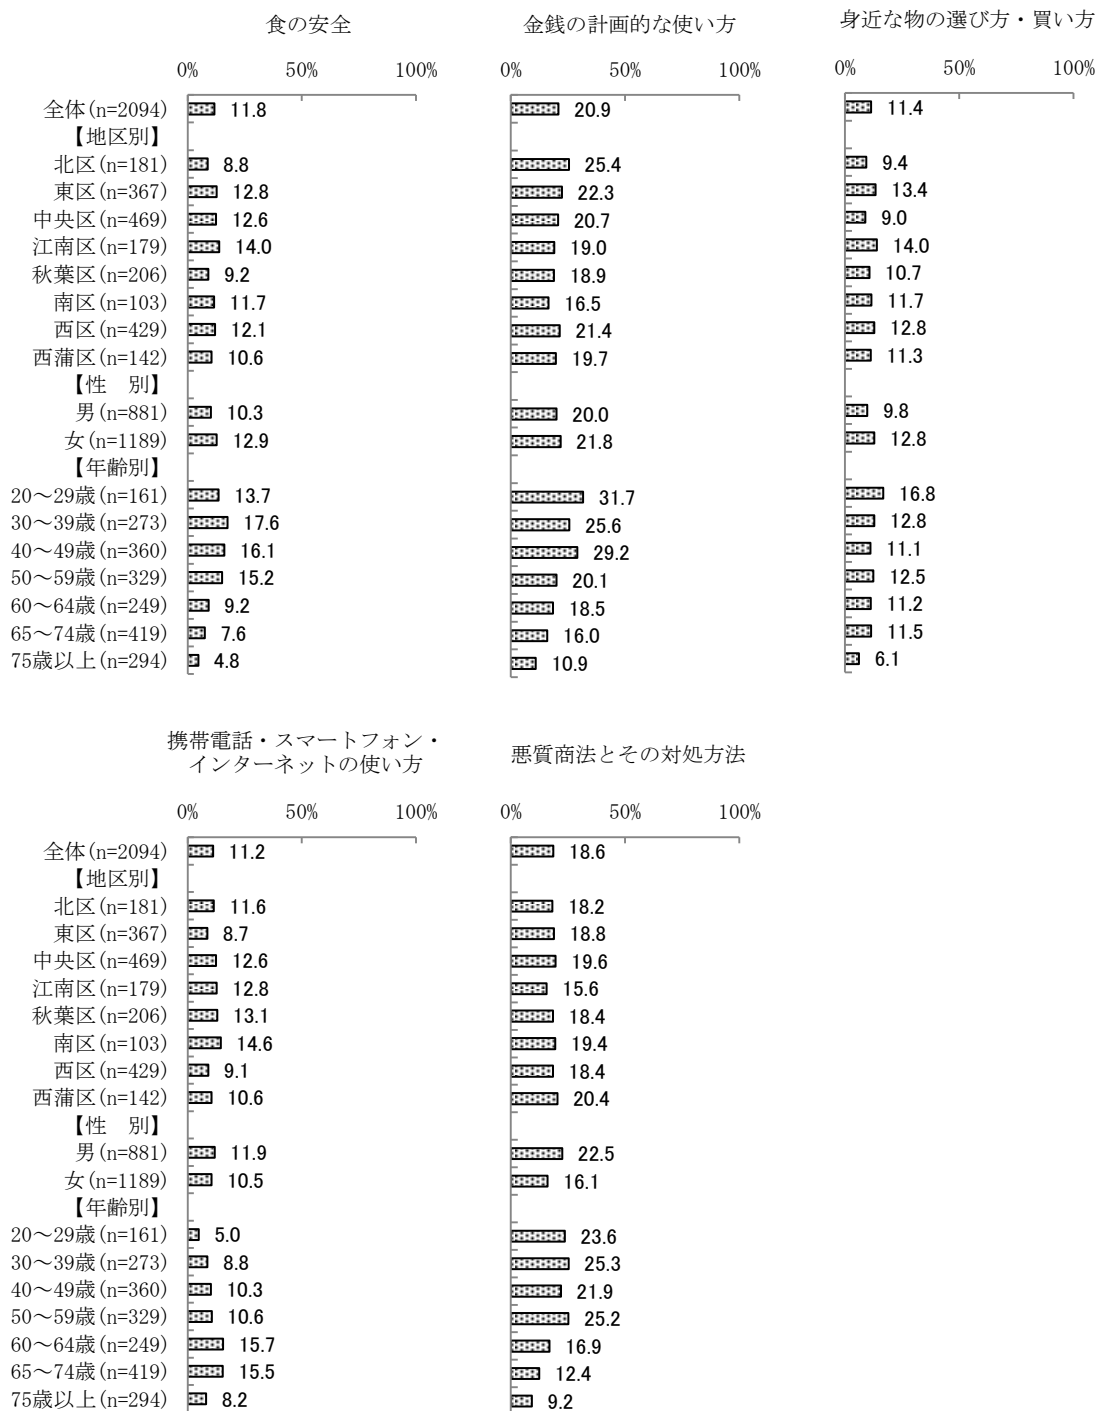 食の安全
金銭の計画的な使い方
身近な物の選び方・買い方
0% 50% 100%
0% 50% 100%
0% 50% 100%
全体(n=2094) 11.8 20.9 11.4
【地区別】
北区(n=181) 8.8 25.4 9.4
東区(n=367) 12.8 22.3 13.4
中央区(n=469) 12.6 20.7 9.0
江南区(n=179) 14.0 19.0 14.0
秋葉区(n=206) 9.2 18.9 10.7
南区(n=103) 11.7 16.5 11.7
西区(n=429) 12.1 21.4 12.8
西蒲区(n=142) 10.6 19.7 11.3
【性　別】
男(n=881) 10.3 20.0 9.8
女(n=1189) 12.9 21.8 12.8
【年齢別】
20～29歳(n=161) 13.7 31.7 16.8
30～39歳(n=273) 17.6 25.6 12.8
40～49歳(n=360) 16.1 29.2 11.1
50～59歳(n=329) 15.2 20.1 12.5
60～64歳(n=249) 9.2 18.5 11.2
65～74歳(n=419) 7.6 16.0 11.5
75歳以上(n=294) 4.8 10.9 6.1
携帯電話・スマートフォン・
インターネットの使い方
悪質商法とその対処方法
0% 50% 100%
0% 50% 100%
全体(n=2094) 11.2 18.6
【地区別】
北区(n=181) 11.6 18.2
東区(n=367) 8.7 18.8
中央区(n=469) 12.6 19.6
江南区(n=179) 12.8 15.6
秋葉区(n=206) 13.1 18.4
南区(n=103) 14.6 19.4
西区(n=429) 9.1 18.4
西蒲区(n=142) 10.6 20.4
【性　別】
男(n=881) 11.9 22.5
女(n=1189) 10.5 16.1
【年齢別】
20～29歳(n=161) 5.0 23.6
30～39歳(n=273) 8.8 25.3
40～49歳(n=360) 10.3 21.9
50～59歳(n=329) 10.6 25.2
60～64歳(n=249) 15.7 16.9
65～74歳(n=419) 15.5 12.4
75歳以上(n=294) 8.2 9.2